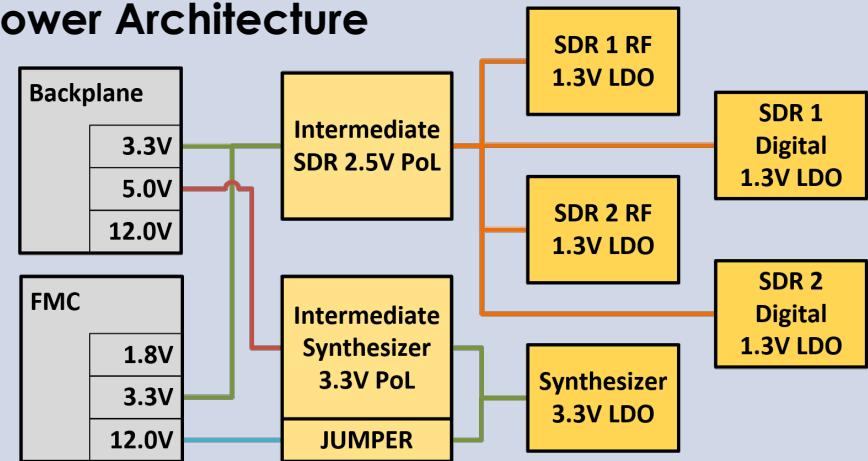 ower Architecture
Backplane
3.3V
5.0V
12.0V
FMC
1.8V
3.3V
12.0V
Intermediate
SDR 2.5V PoL
Intermediate
Synthesizer
3.3V PoL
JUMPER
SDR 1 RF
1.3V LDO
SDR 2 RF
1.3V LDO
Synthesizer
3.3V LDO
SDR 1
Digital
1.3V LDO
SDR 2
Digital
1.3V LDO